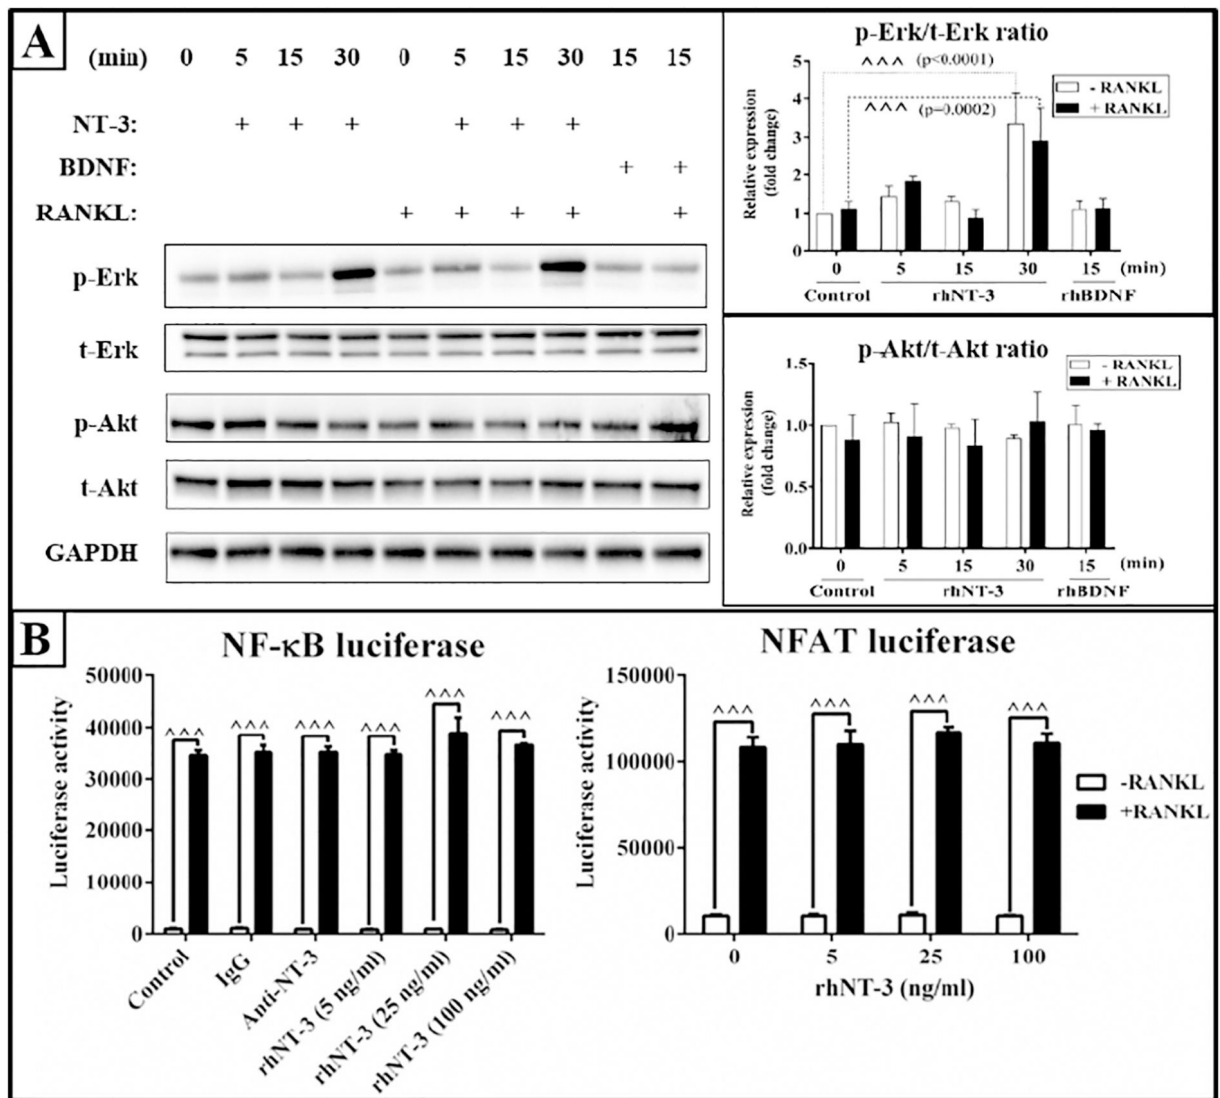 A
(min) 0 5 15 30 0 5 15 30 15 15
NT-3: + + + + + +
BDNF: + +
RANKL: + + + + +
p-Erk
t-Erk
p-Akt
t-Akt
GAPDH
p-Erk/t-Erk ratio
^^^ (p<0.0001)
^^^ (p=0.0002)
- RANKL
+ RANKL
Relative expression
(fold change)
5
4
3
2
1
0
0 5 15 30 15 (min)
Control rhNT-3 rhBDNF
p-Akt/t-Akt ratio
- RANKL
+ RANKL
Relative expression
(fold change)
1.5
1.0
0.5
0.0
0 5 15 30 15 (min)
Control rhNT-3 rhBDNF
B
NF-κB luciferase
Luciferase activity
50000
40000
30000
20000
10000
0
^^^ ^^^ ^^^ ^^^ ^^^ ^^^
Control
IgG
Anti-NT-3
rhNT-3 (5 ng/ml)
rhNT-3 (25 ng/ml)
rhNT-3 (100 ng/ml)
NFAT luciferase
Luciferase activity
150000
100000
50000
0
^^^ ^^^ ^^^ ^^^
0 5 25 100
rhNT-3 (ng/ml)
-RANKL
+RANKL